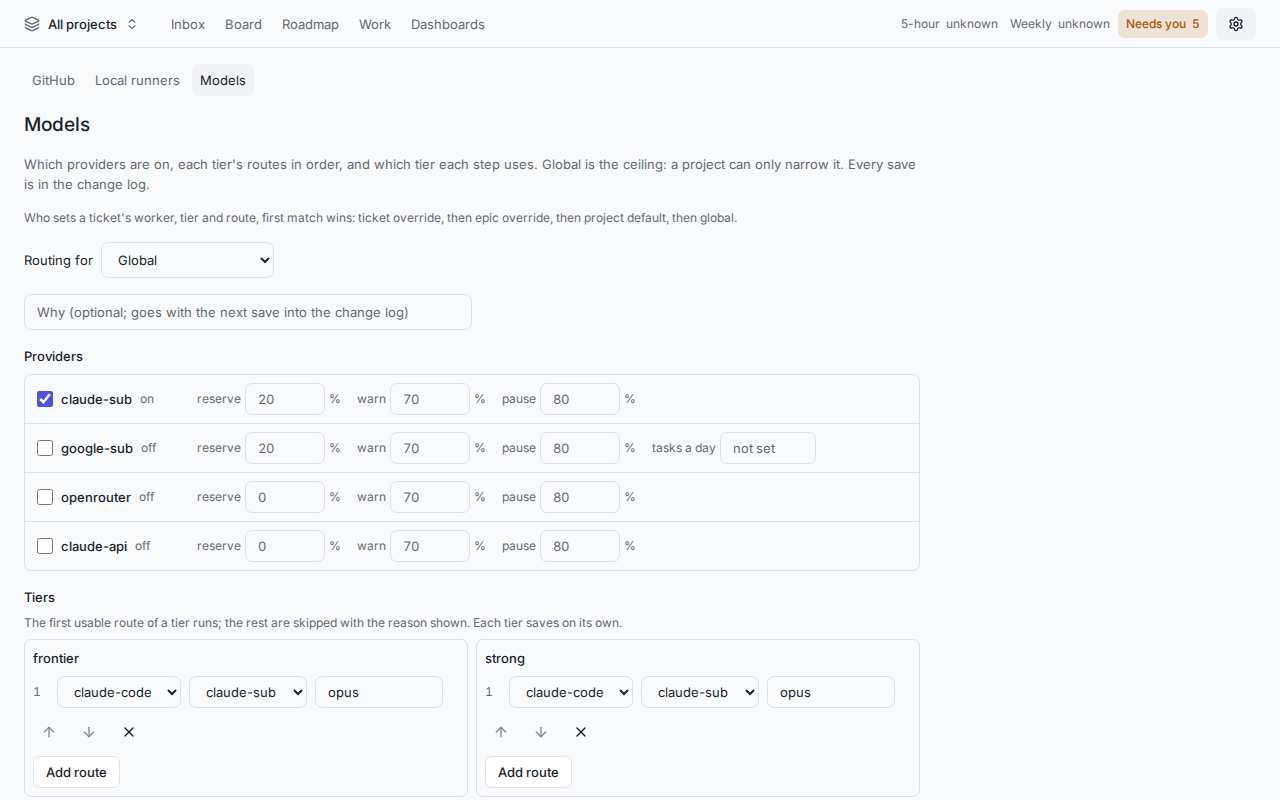 All projects Inbox Board Roadmap Work Dashboards 5-hour unknown Weekly unknown Needs you 5
GitHub Local runners Models
Models
Which providers are on, each tier's routes in order, and which tier each step uses. Global is the ceiling: a project can only narrow it. Every save
is in the change log.
Who sets a ticket's worker, tier and route, first match wins: ticket override, then epic override, then project default, then global.
Routing for Global
Why (optional; goes with the next save into the change log)
Providers
claude-sub on reserve 20 % warn 70 % pause 80 %
google-sub off reserve 20 % warn 70 % pause 80 % tasks a day not set
openrouter off reserve 0 % warn 70 % pause 80 %
claude-api off reserve 0 % warn 70 % pause 80 %
Tiers
The first usable route of a tier runs; the rest are skipped with the reason shown. Each tier saves on its own.
frontier
1 claude-code claude-sub opus
Add route
strong
1 claude-code claude-sub opus
Add route